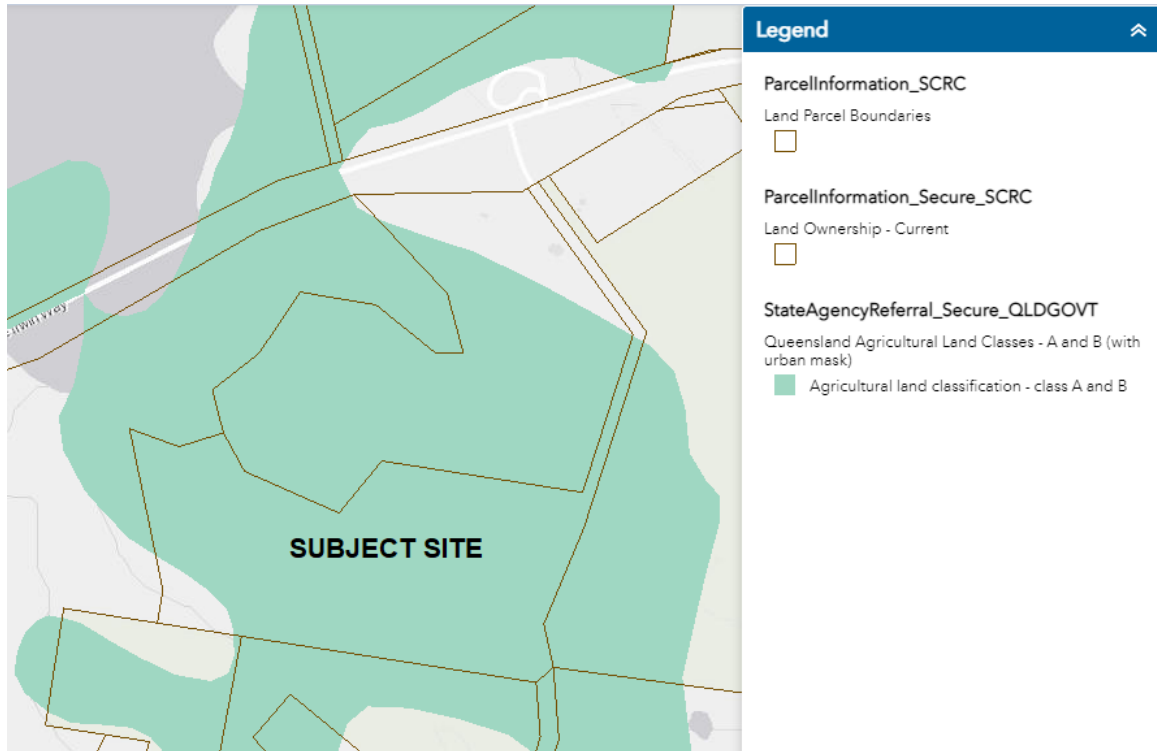 SUBJECT SITE
Legend
ParcelInformation_SCRC
Land Parcel Boundaries
ParcelInformation_Secure_SCRC
Land Ownership - Current
StateAgencyReferral_Secure_QLDGOVT
Queensland Agricultural Land Classes - A and B (with
urban mask)
Agricultural land classification - class A and B